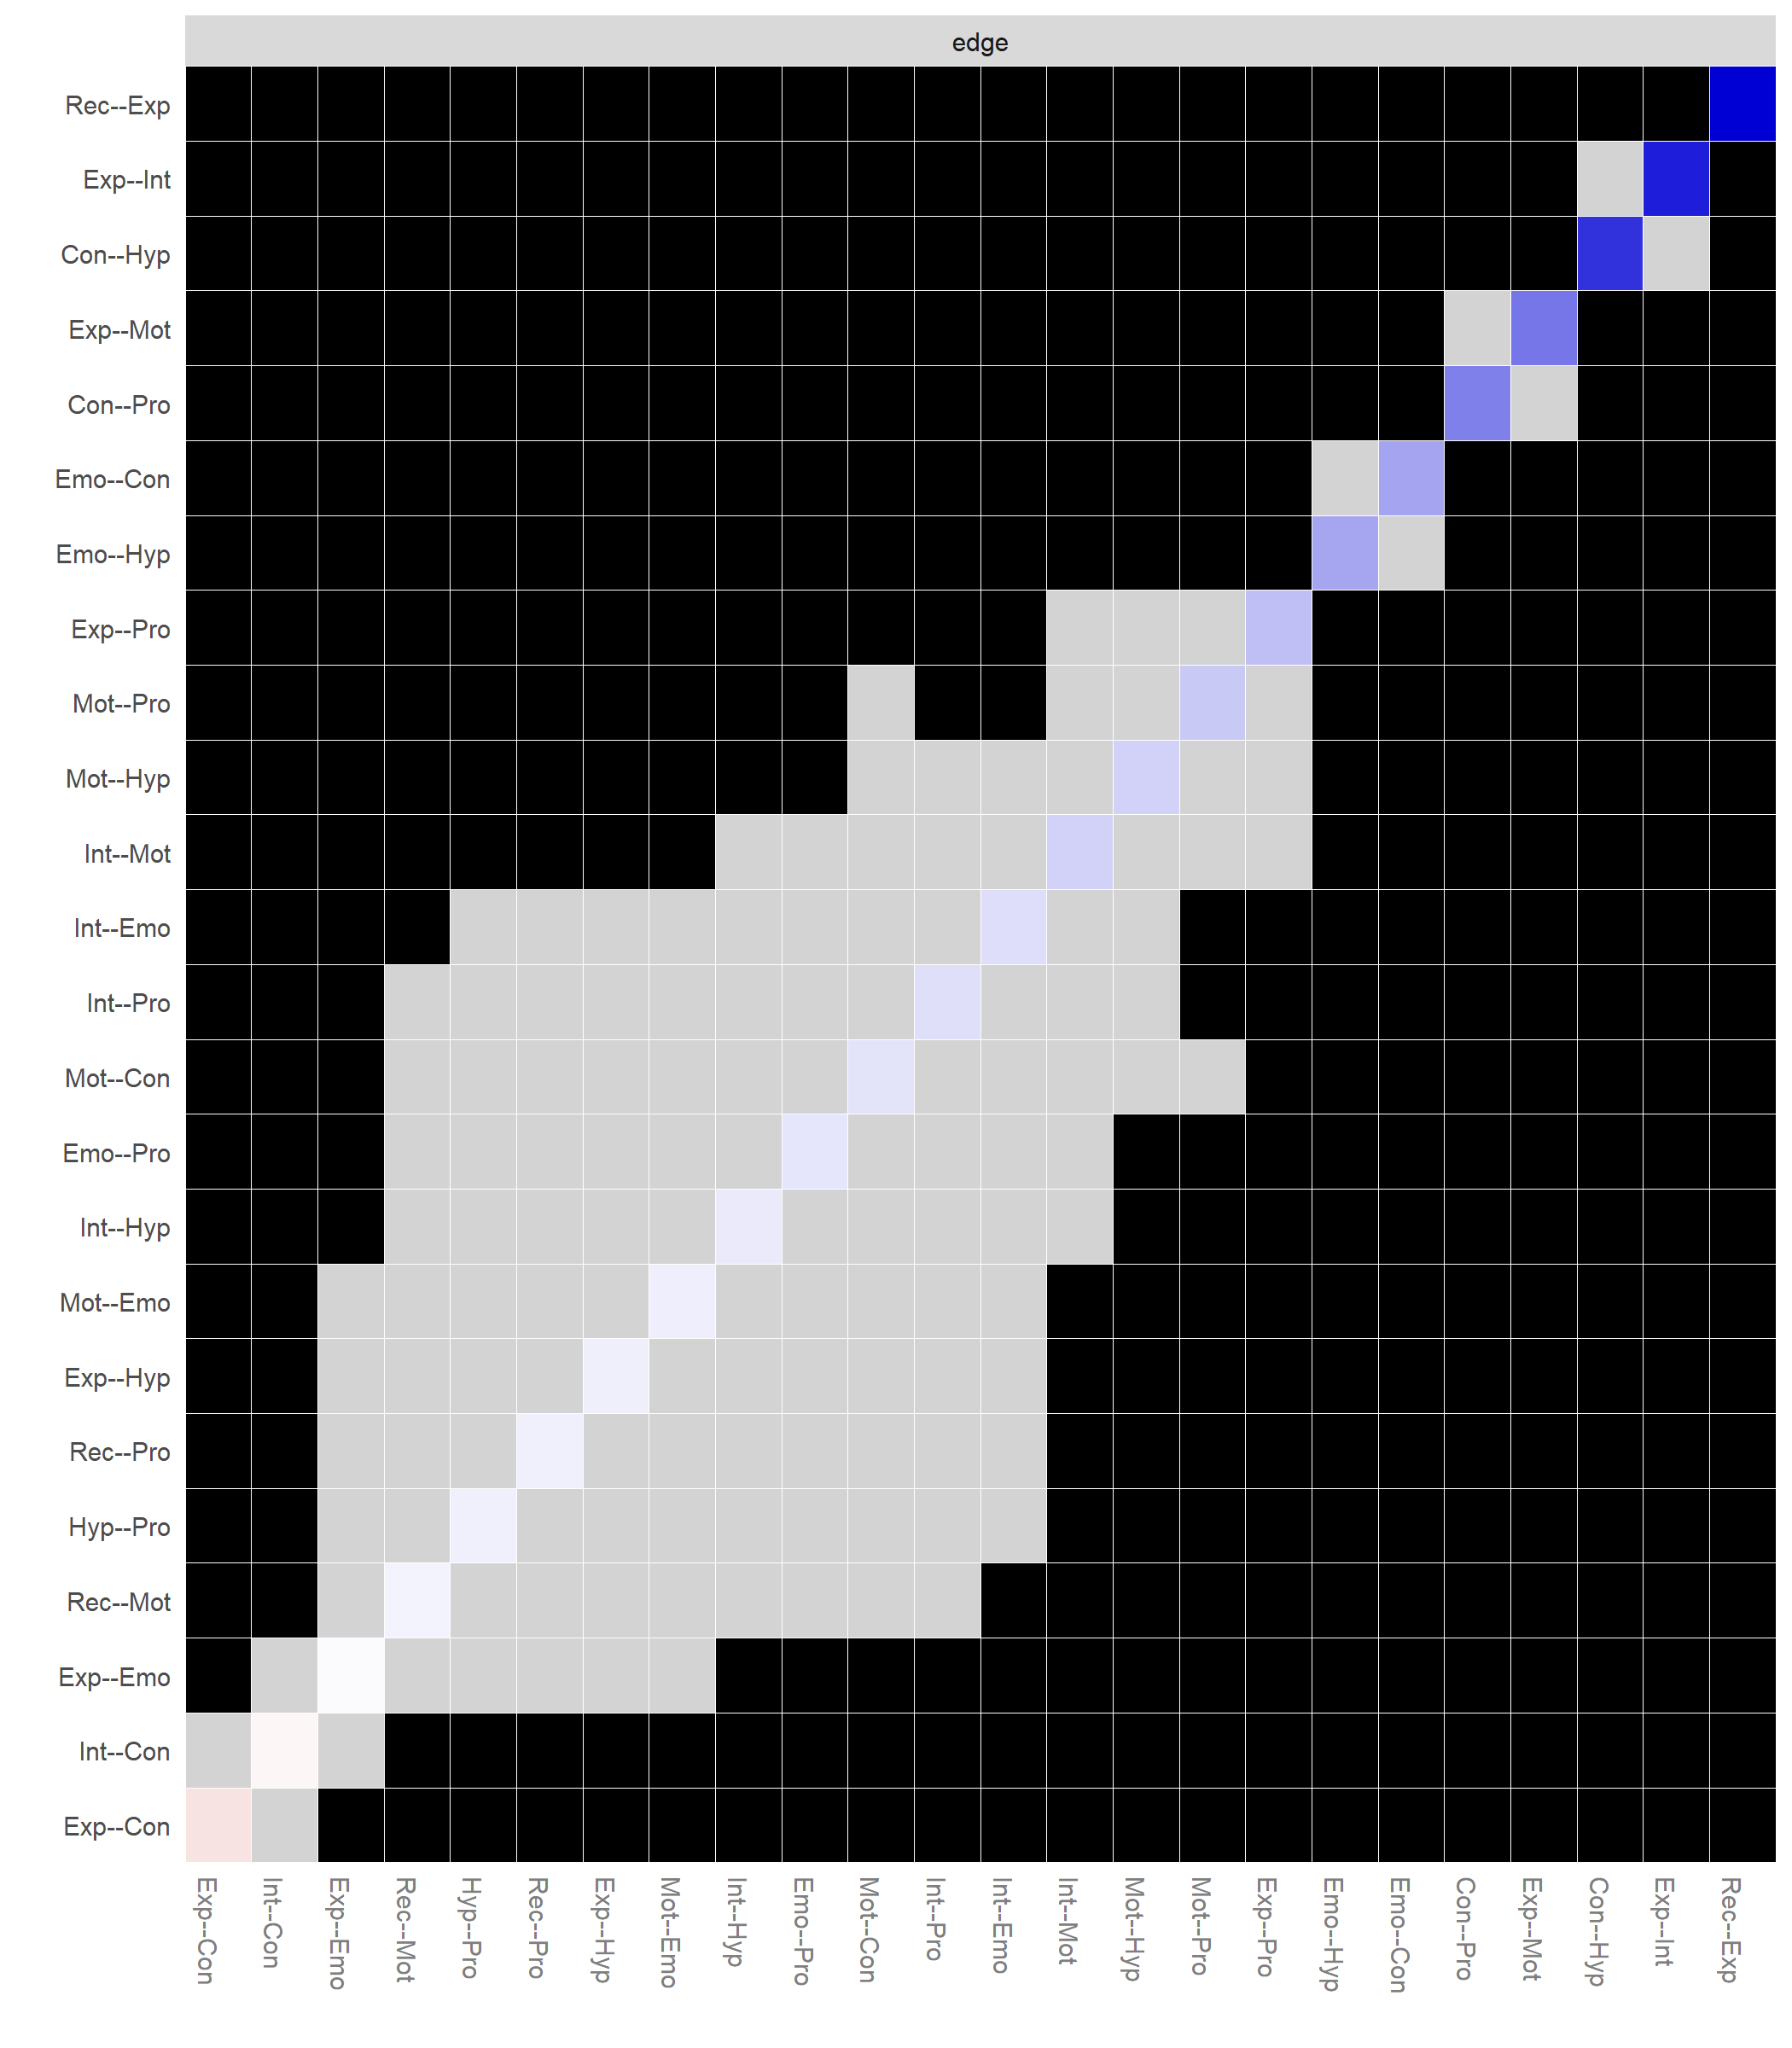 edge
Rec--Exp
Exp--Int
Con--Hyp
Exp--Mot
Con--Pro
Emo--Con
Emo--Hyp
Exp--Pro
Mot--Pro
Mot--Hyp
Int--Mot
Int--Emo
Int--Pro
Mot--Con
Emo--Pro
Int--Hyp
Mot--Emo
Exp--Hyp
Rec--Pro
Hyp--Pro
Rec--Mot
Exp--Emo
Int--Con
Exp--Con
Exp--Con
Int--Con
Exp--Emo
Rec--Mot
Hyp--Pro
Rec--Pro
Exp--Hyp
Mot--Emo
Int--Hyp
Emo--Pro
Mot--Con
Int--Pro
Int--Emo
Int--Mot
Mot--Hyp
Mot--Pro
Exp--Pro
Emo--Hyp
Emo--Con
Con--Pro
Exp--Mot
Con--Hyp
Exp--Int
Rec--Exp